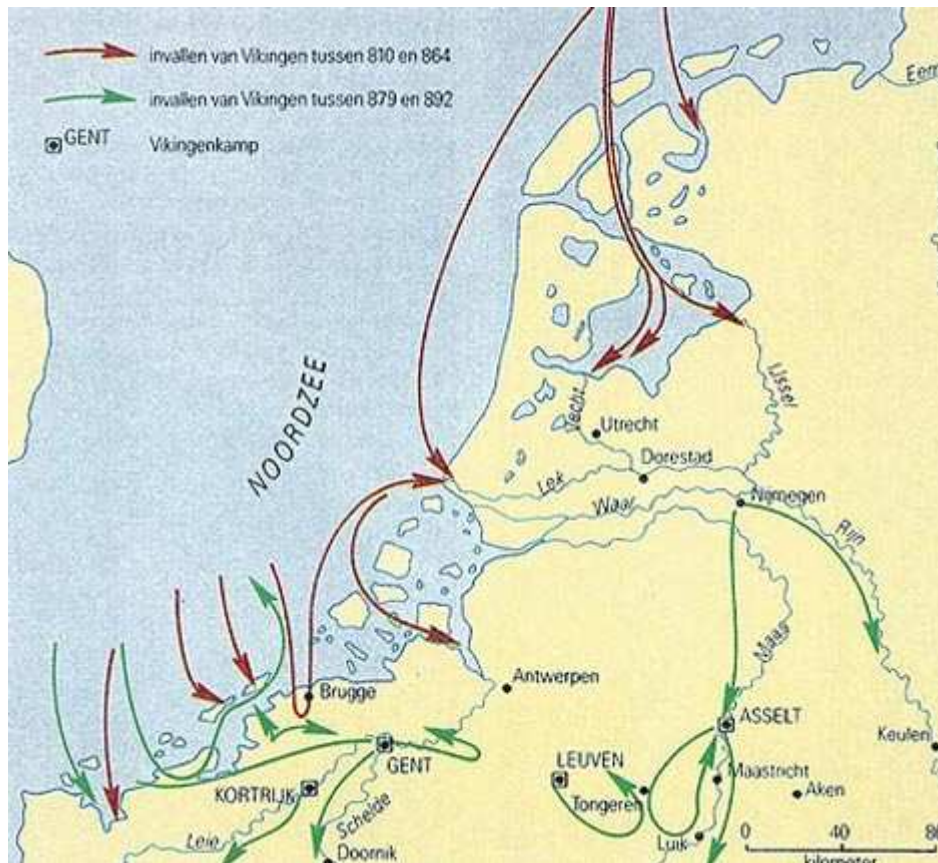 invallen van Vikingen tussen 810 en 864
invallen van Vikingen tussen 879 en 892
GENT Vikingenkamp
Eem
NOORDZEE
IJssel
Vecht
Utrecht
Dorestad
Lek
Waal
Nijmegen
Rijn
Maas
Brugge
Antwerpen
ASSELT
GENT
Keulen
LEUVEN
Maastricht
KORTRIJK
Tongeren
Aken
Schelde
Leie
Luik
Doornik
0 40 80
kilometer